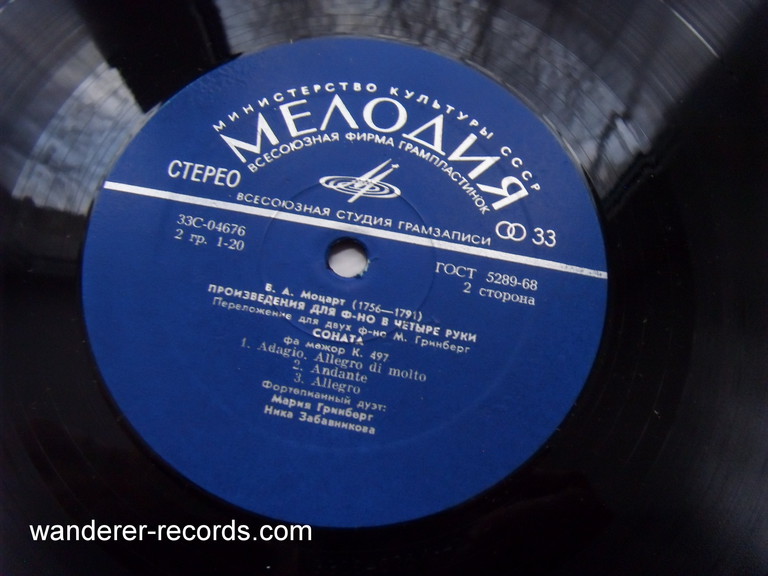 МИНИСТЕРСТВО КУЛЬТУРЫ СССР
МЕЛОДИЯ
ВСЕСОЮЗНАЯ ФИРМА ГРАМПЛАСТИНОК
СТЕРЕО
ВСЕСОЮЗНАЯ СТУДИЯ ГРАМЗАПИСИ
33
33С-04676
2 гр. 1-20
ГОСТ 5289-68
2 сторона
В. А. Моцарт (1756—1791)
ПРОИЗВЕДЕНИЯ ДЛЯ Ф-НО В ЧЕТЫРЕ РУКИ
Переложение для двух ф-но М. Гринберг
СОНАТА
фа мажор К. 497
1. Adagio. Allegro di molto
2. Andante
3. Allegro
Фортепианный дуэт:
Мария Гринберг
Ника Забавникова
wanderer-records.com